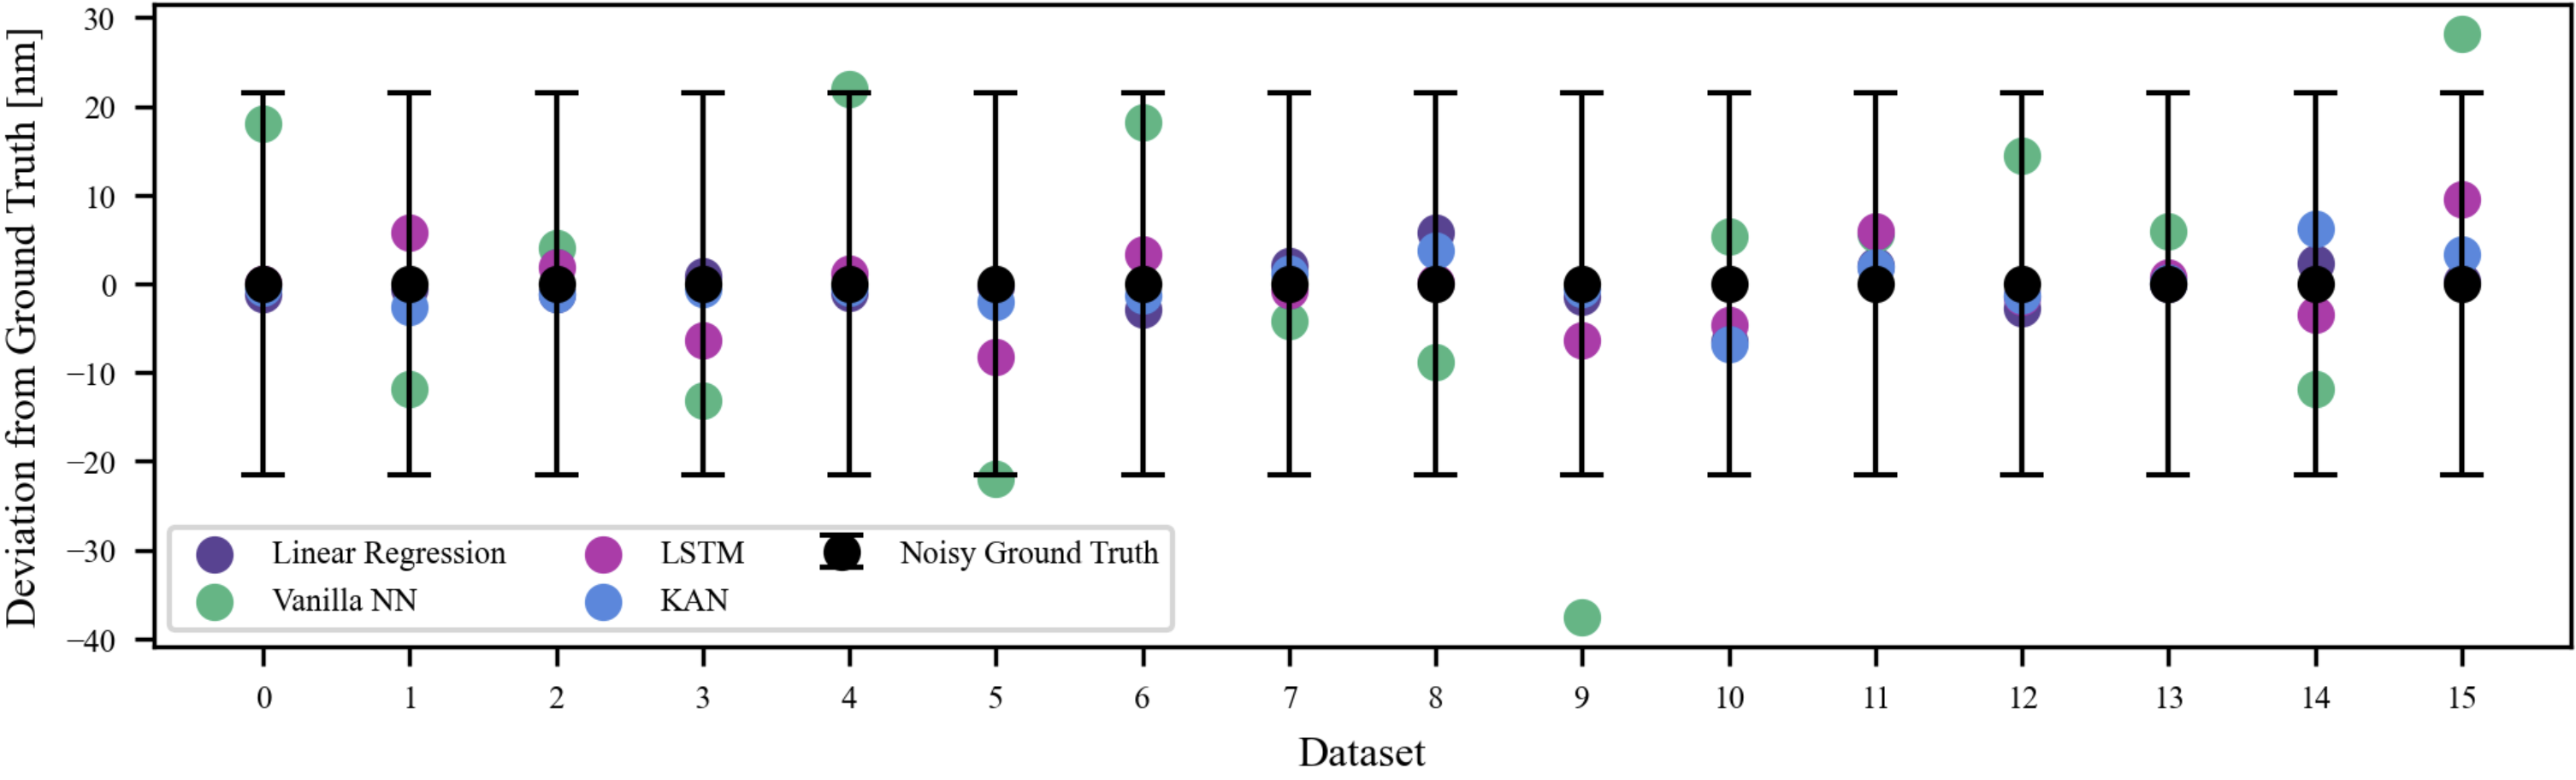 Deviation from Ground Truth [nm]
30
20
10
0
−10
−20
−30
−40
Linear Regression
Vanilla NN
LSTM
KAN
Noisy Ground Truth
0 1 2 3 4 5 6 7 8 9 10 11 12 13 14 15
Dataset